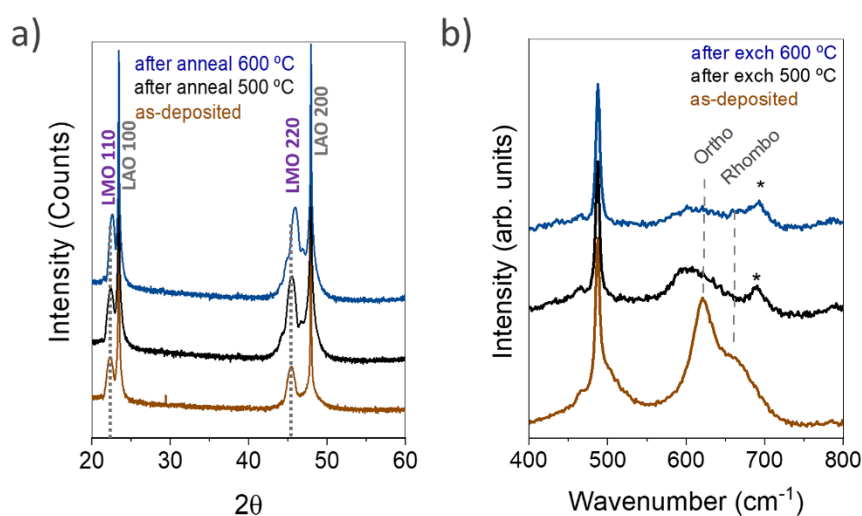 a)
after anneal 600 ºC
after anneal 500 ºC
as-deposited
LMO 110
LAO 100
LMO 220
LAO 200
Intensity (Counts)
20 30 40 50 60
2θ
b)
after exch 600 ºC
after exch 500 ºC
as-deposited
Ortho
Rhombo
*
*
Intensity (arb. units)
400 500 600 700 800
Wavenumber (cm⁻¹)